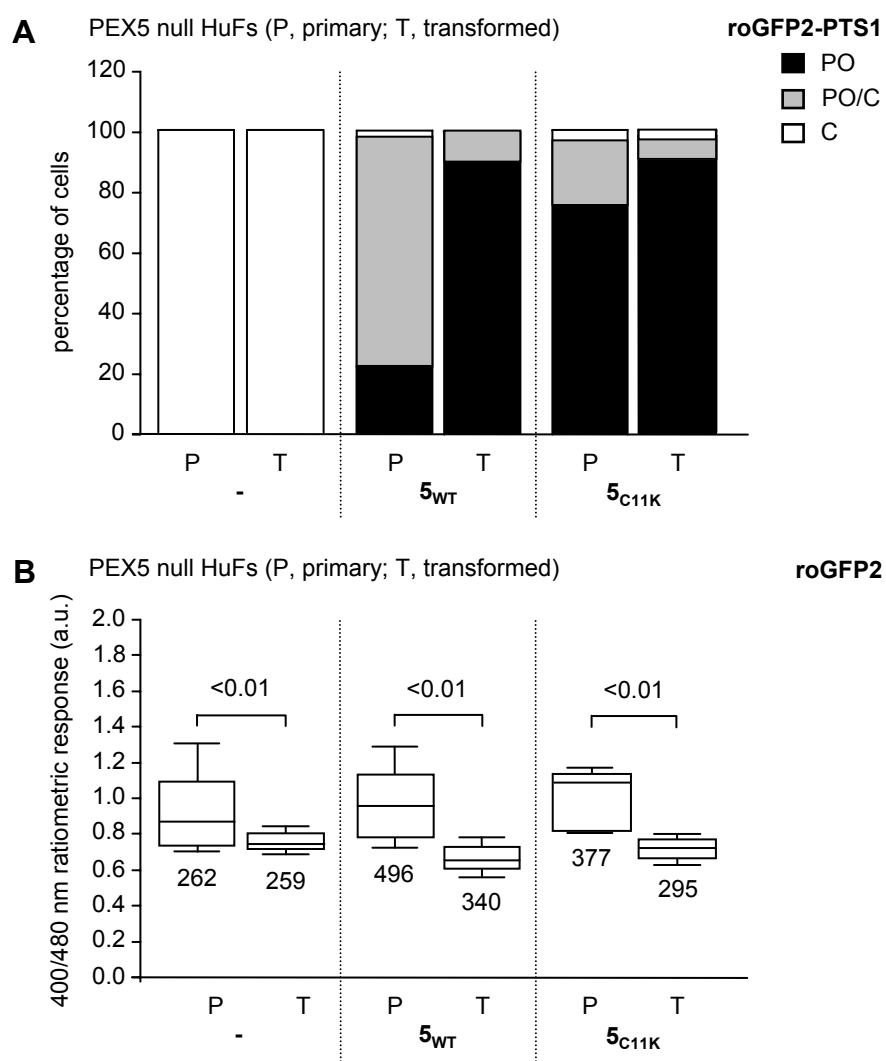 A PEX5 null HuFs (P, primary; T, transformed) roGFP2-PTS1
PO
PO/C
C
percentage of cells
120
100
80
60
40
20
0
P T P T P T
- 5WT 5C11K
B PEX5 null HuFs (P, primary; T, transformed) roGFP2
400/480 nm ratiometric response (a.u.)
2.0
1.8
1.6
1.4
1.2
1.0
0.8
0.6
0.4
0.2
0.0
<0.01 <0.01 <0.01
262 259 496 340 377 295
P T P T P T
- 5WT 5C11K